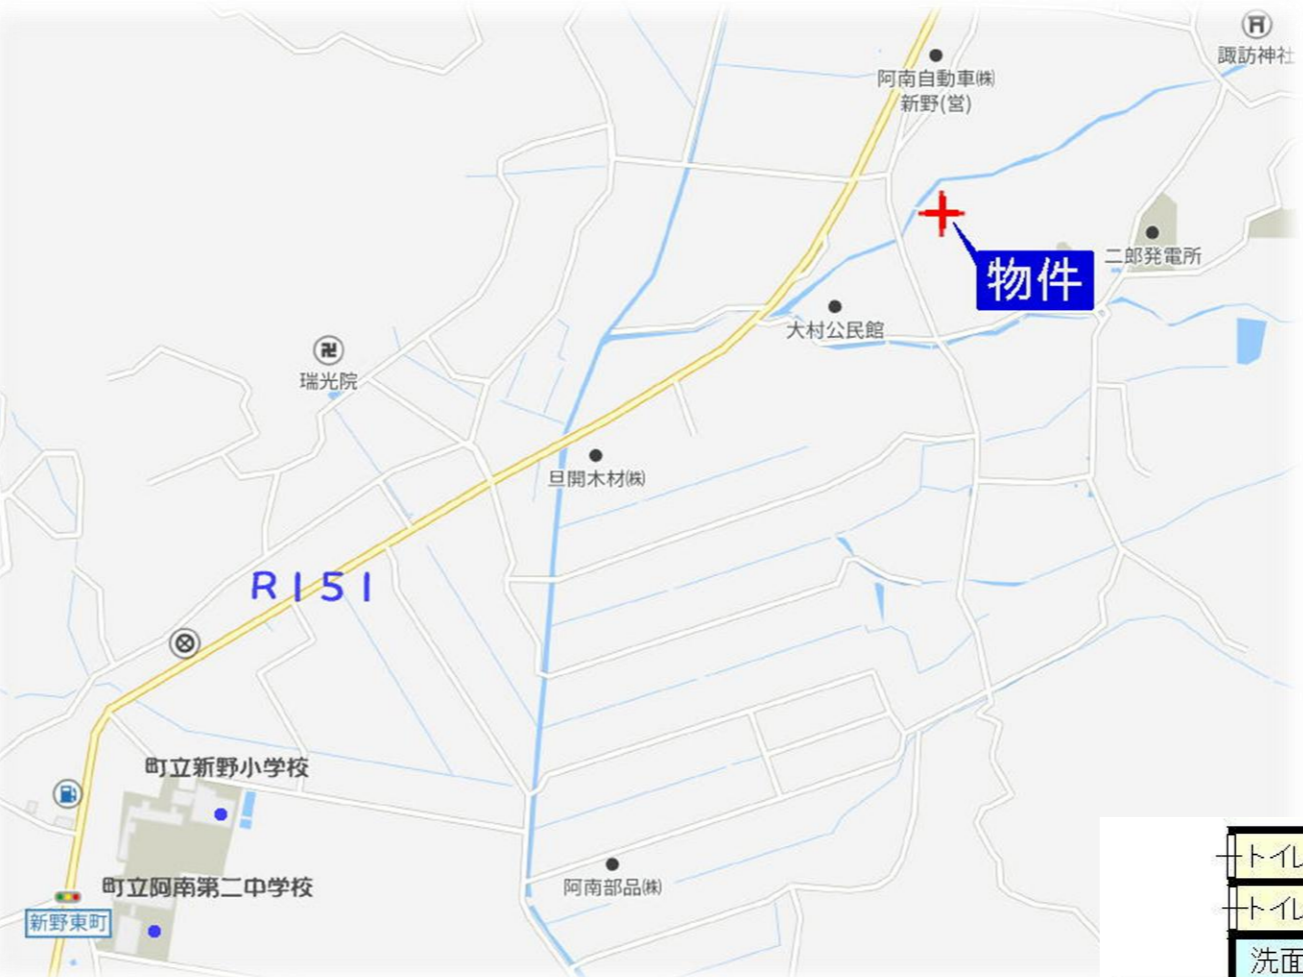 諏訪神社
阿南自動車㈱
新野(営)
二郎発電所
物件
大村公民館
瑞光院
旦開木材㈱
R151
町立新野小学校
町立阿南第二中学校
阿南部品㈱
新野東町
トイレ
トイレ
洗面